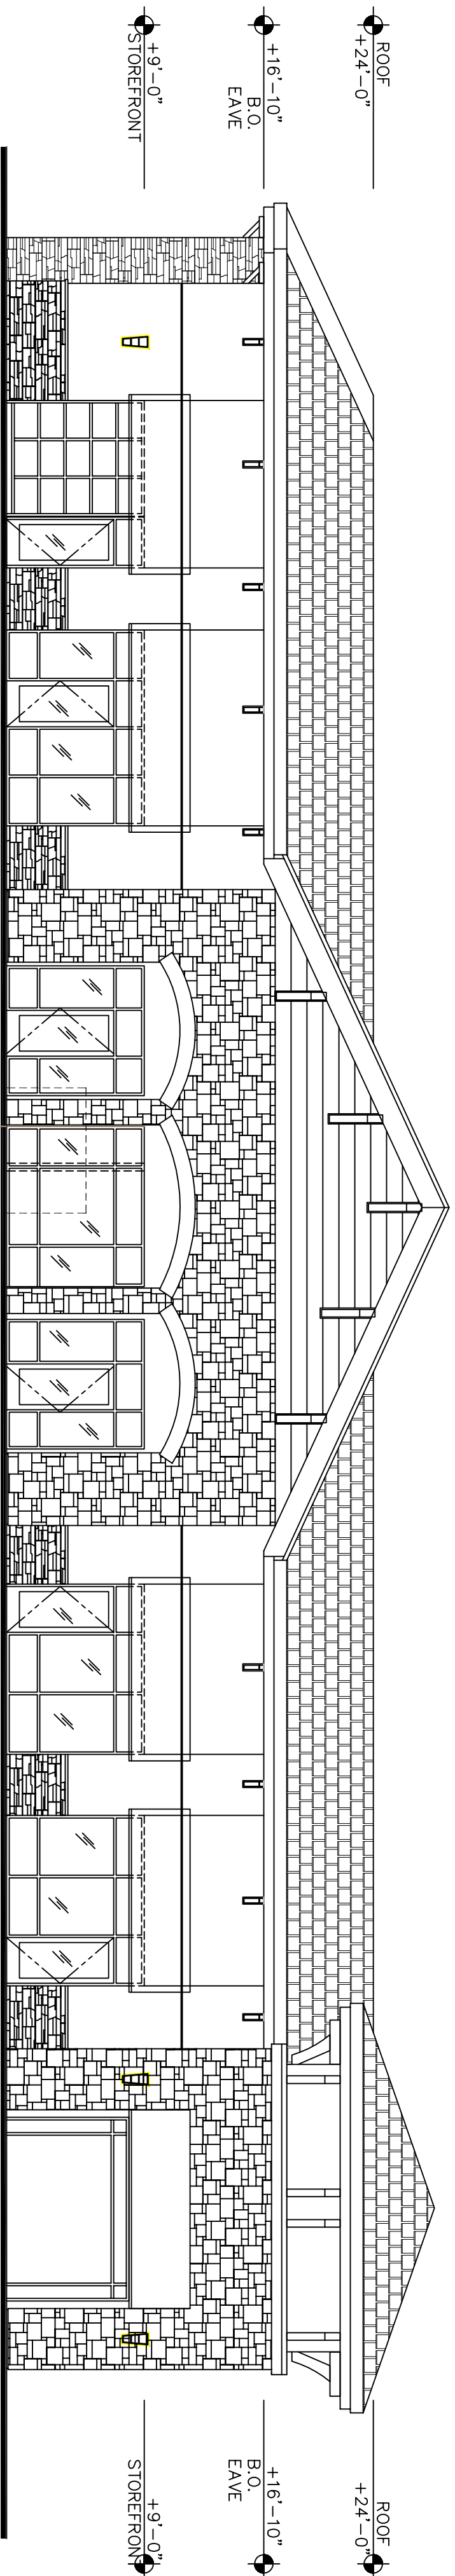 ROOF
+24'-0"
+16'-10"
B.O.
EAVE
+9'-0"
STOREFRONT
ROOF
+24'-0"
+16'-10"
B.O.
EAVE
+9'-0"
STOREFRONT